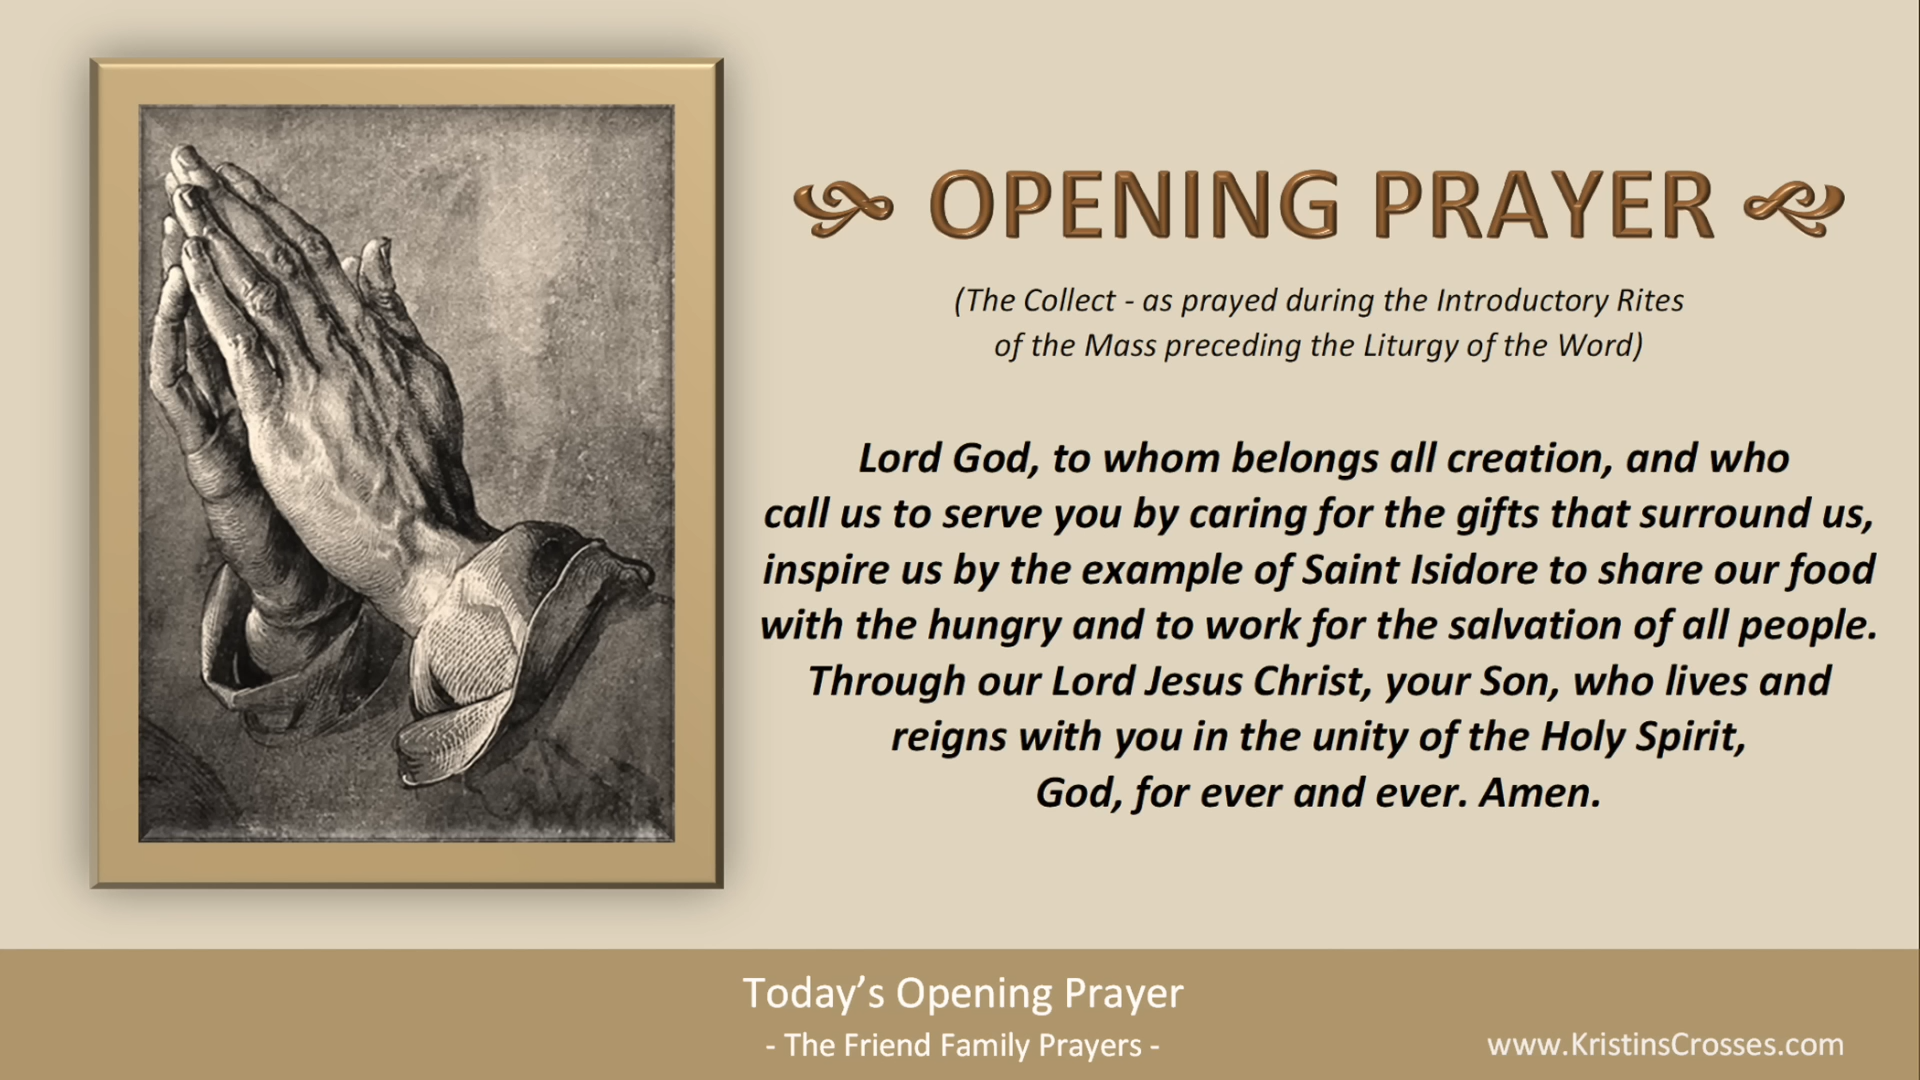 OPENING PRAYER
(The Collect - as prayed during the Introductory Rites
of the Mass preceding the Liturgy of the Word)
Lord God, to whom belongs all creation, and who
call us to serve you by caring for the gifts that surround us,
inspire us by the example of Saint Isidore to share our food
with the hungry and to work for the salvation of all people.
Through our Lord Jesus Christ, your Son, who lives and
reigns with you in the unity of the Holy Spirit,
God, for ever and ever. Amen.
Today’s Opening Prayer
- The Friend Family Prayers -
www.KristinsCrosses.com